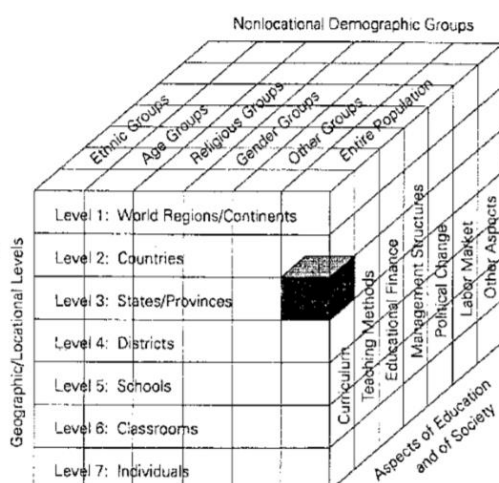 Nonlocational Demographic Groups
Ethnic Groups
Age Groups
Religious Groups
Gender Groups
Other Groups
Entire Population
Geographic/Locational Levels
Level 1: World Regions/Continents
Level 2: Countries
Level 3: States/Provinces
Level 4: Districts
Level 5: Schools
Level 6: Classrooms
Level 7: Individuals
Curriculum
Teaching Methods
Educational Finance
Management Structures
Political Change
Labor Market
Other Aspects
Aspects of Education
and of Society